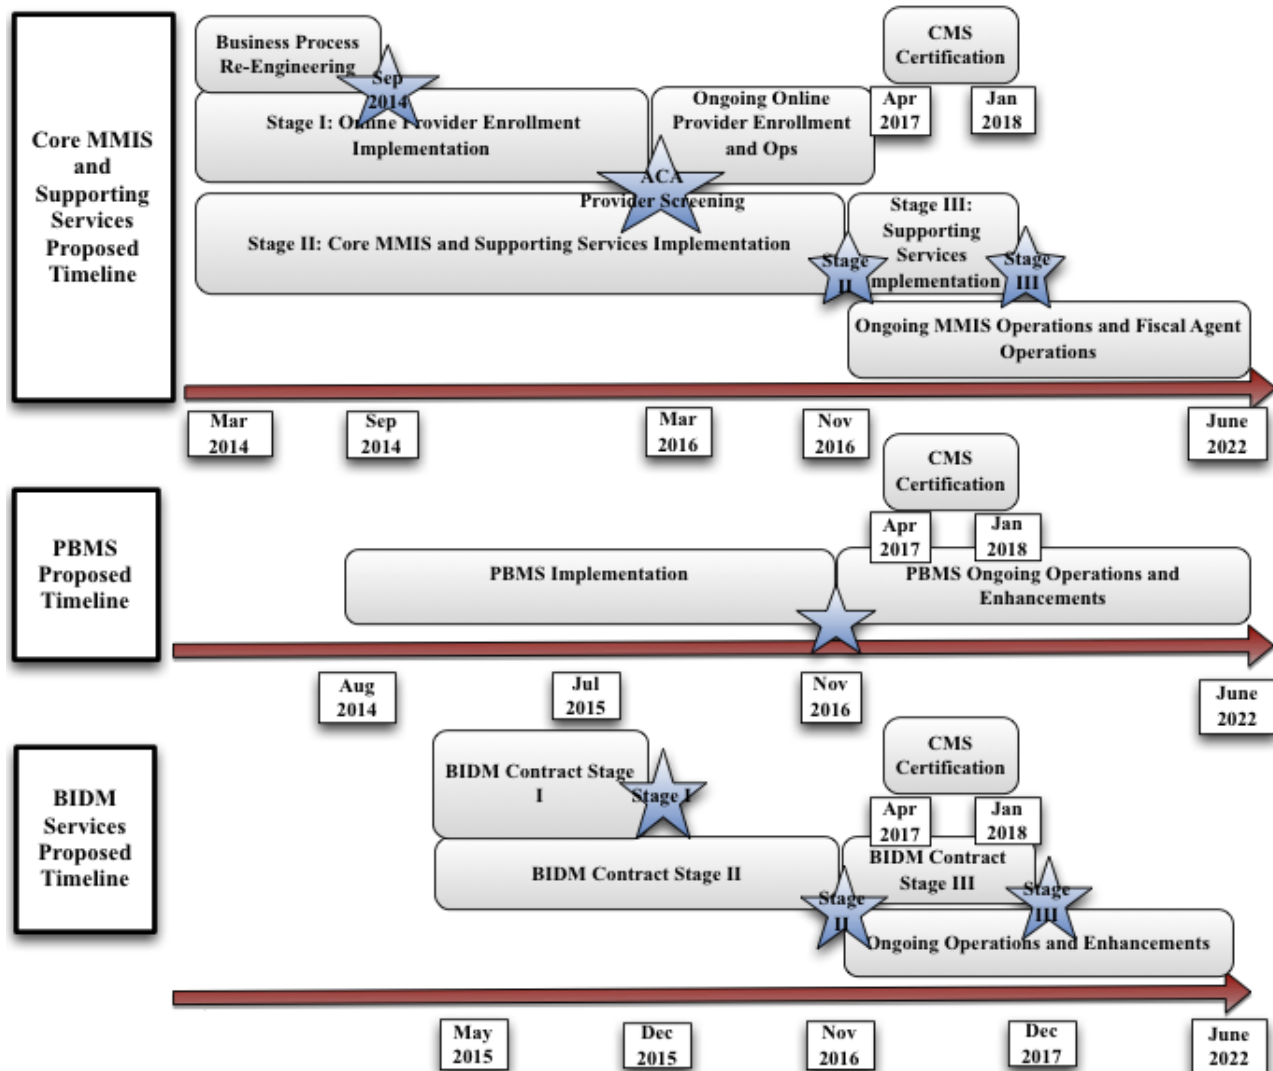 Core MMIS
and
Supporting
Services
Proposed
Timeline
Business Process
Re-Engineering
Sep
2014
Stage I: Online Provider Enrollment
Implementation
Ongoing Online
Provider Enrollment
and Ops
CMS
Certification
Apr
2017
Jan
2018
ACA
Provider Screening
Stage II: Core MMIS and Supporting Services Implementation
Stage
II
Stage III:
Supporting
Services
Implementation
Stage
III
Ongoing MMIS Operations and Fiscal Agent
Operations
Mar
2014
Sep
2014
Mar
2016
Nov
2016
June
2022
PBMS
Proposed
Timeline
CMS
Certification
Apr
2017
Jan
2018
PBMS Implementation
PBMS Ongoing Operations and
Enhancements
Aug
2014
Jul
2015
Nov
2016
June
2022
BIDM
Services
Proposed
Timeline
BIDM Contract Stage
I
Stage I
CMS
Certification
Apr
2017
Jan
2018
BIDM Contract Stage II
Stage
II
BIDM Contract
Stage III
Stage
III
Ongoing Operations and Enhancements
May
2015
Dec
2015
Nov
2016
Dec
2017
June
2022